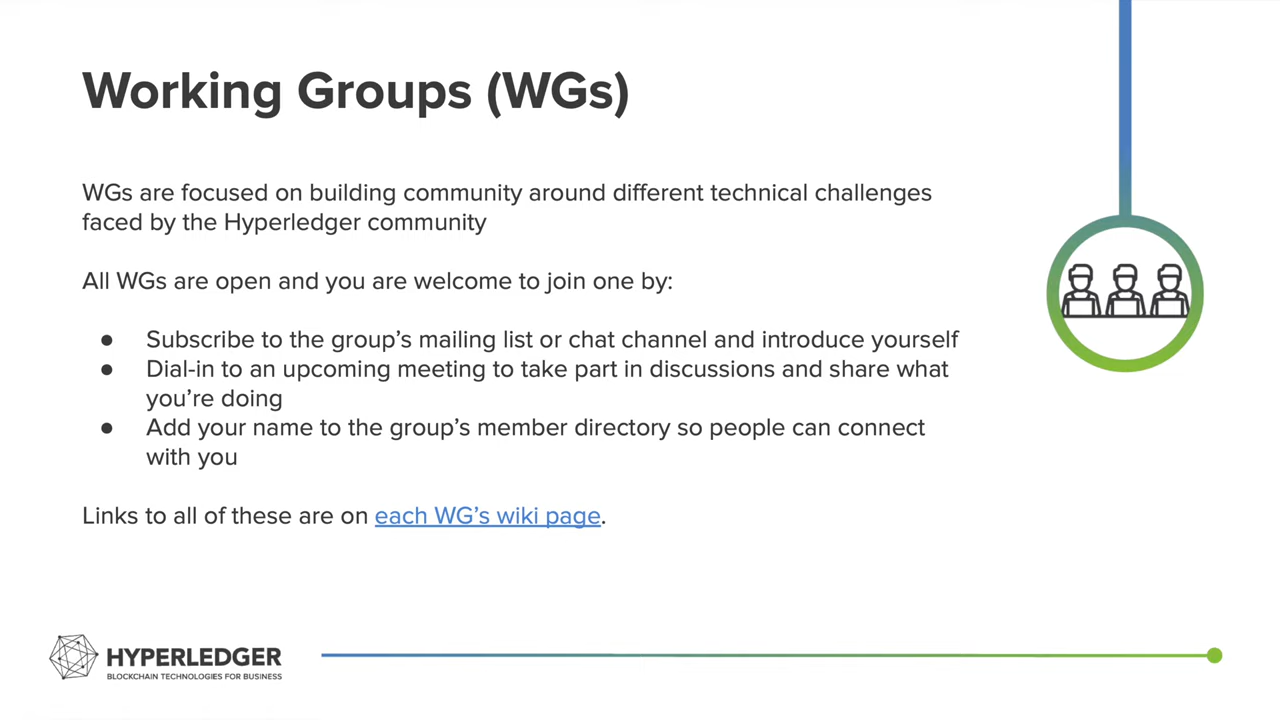 Working Groups (WGs)
WGs are focused on building community around different technical challenges
faced by the Hyperledger community
All WGs are open and you are welcome to join one by:
● Subscribe to the group’s mailing list or chat channel and introduce yourself
● Dial-in to an upcoming meeting to take part in discussions and share what
you’re doing
● Add your name to the group’s member directory so people can connect
with you
Links to all of these are on each WG’s wiki page.
HYPERLEDGER
BLOCKCHAIN TECHNOLOGIES FOR BUSINESS